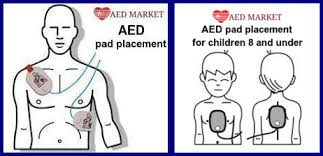 AED MARKET
AED
pad placement
AED MARKET
AED pad placement
for children 8 and under